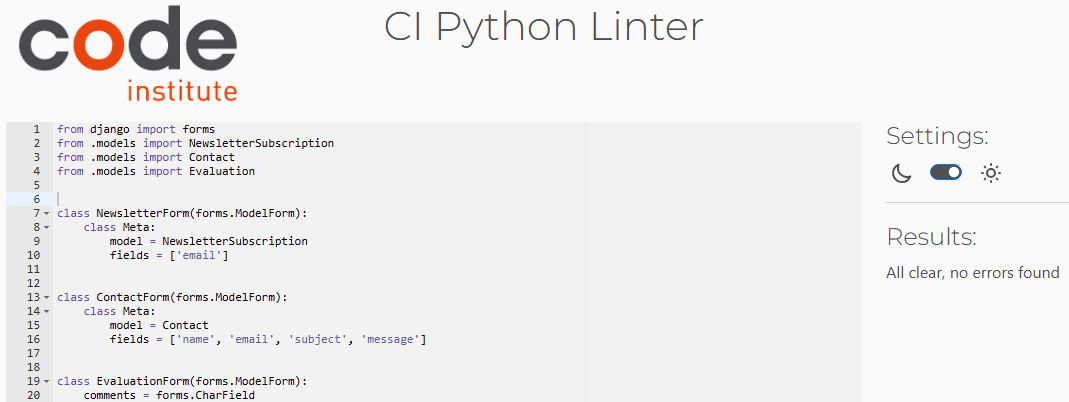 code
institute
CI Python Linter
1 from django import forms
2 from .models import NewsletterSubscription
3 from .models import Contact
4 from .models import Evaluation
5
6
7 class NewsletterForm(forms.ModelForm):
8     class Meta:
9         model = NewsletterSubscription
10         fields = ['email']
11
12
13 class ContactForm(forms.ModelForm):
14     class Meta:
15         model = Contact
16         fields = ['name', 'email', 'subject', 'message']
17
18
19 class EvaluationForm(forms.ModelForm):
20     comments = forms.CharField
Settings:
Results:
All clear, no errors found